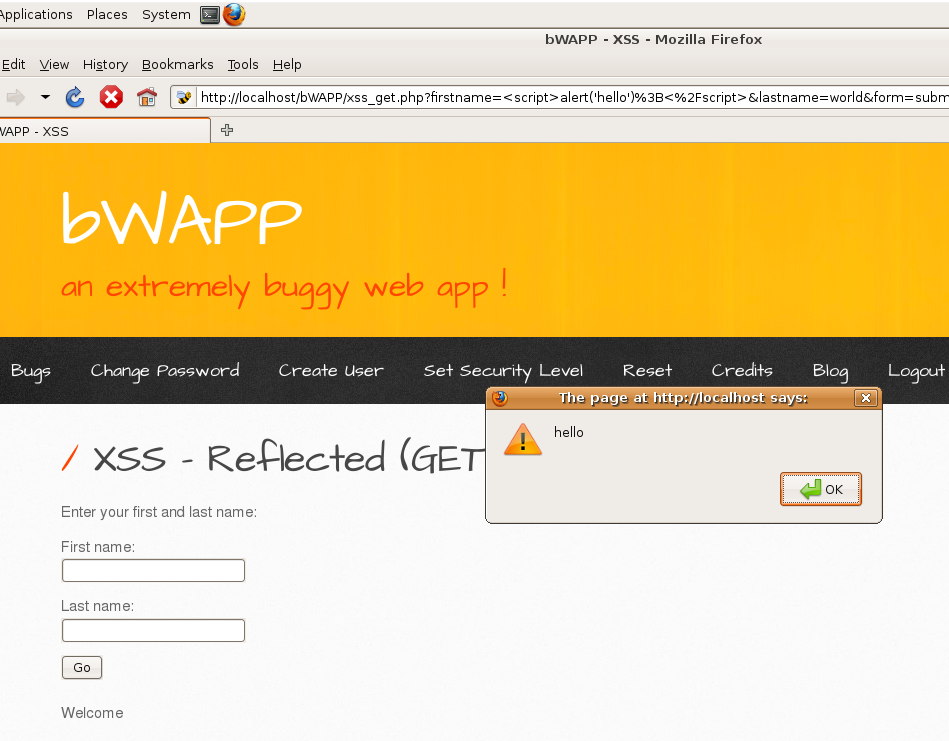 Applications Places System
bWAPP - XSS - Mozilla Firefox
Edit View History Bookmarks Tools Help
http://localhost/bWAPP/xss_get.php?firstname=<script>alert('hello')%3B<%2Fscript>&lastname=world&form=subm
WAPP - XSS
bWAPP
an extremely buggy web app !
Bugs Change Password Create User Set Security Level Reset Credits Blog Logout
The page at http://localhost says:
hello
OK
/ XSS - Reflected (GET
Enter your first and last name:
First name:
Last name:
Go
Welcome